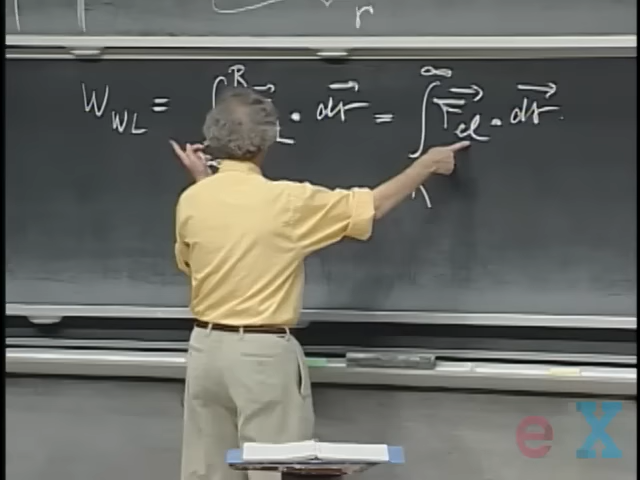 r
W_WL = ∫^R · dr = ∫^∞ F_el · dr.
eX